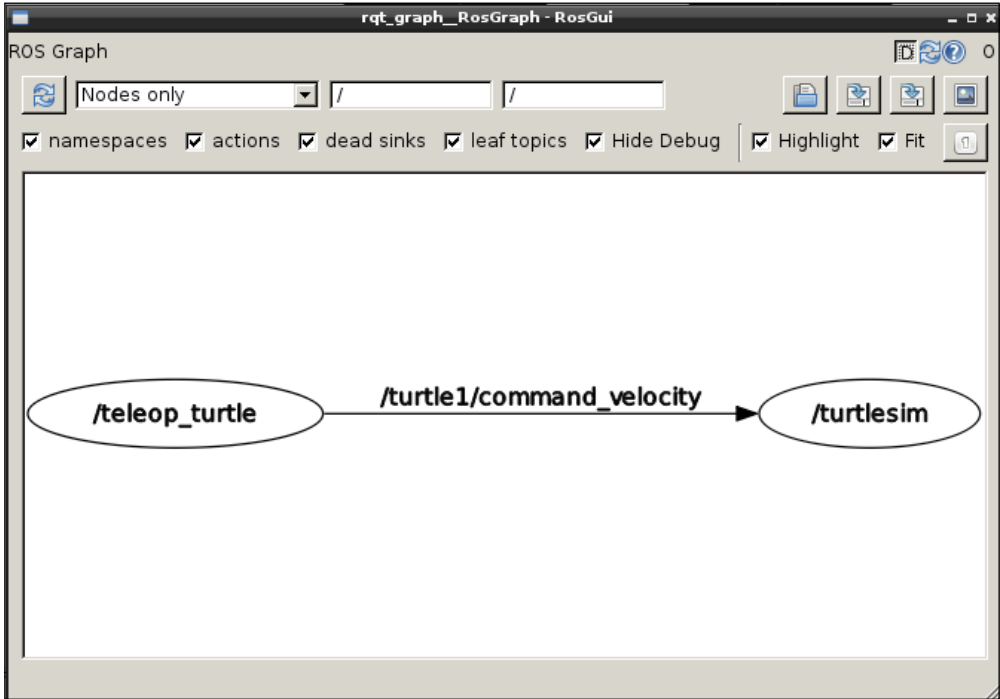 rqt_graph__RosGraph - RosGui
ROS Graph D O
Nodes only / /
namespaces actions dead sinks leaf topics Hide Debug Highlight Fit 1
/teleop_turtle /turtle1/command_velocity /turtlesim